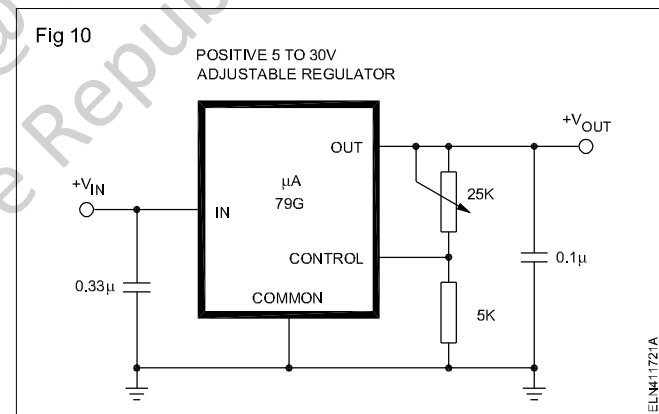 Fig 10
POSITIVE 5 TO 30V
ADJUSTABLE REGULATOR
+VIN
IN
μA
79G
OUT
CONTROL
COMMON
+VOUT
25K
5K
0.33μ
0.1μ
ELN411721A
@
e Republ